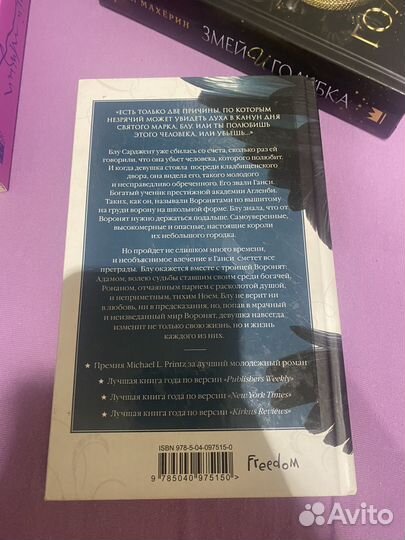 МАХЕРИН
ЗМЕЙ И ГОЛУБКА
ГО
«ЕСТЬ ТОЛЬКО ДВЕ ПРИЧИНЫ, ПО КОТОРЫМ
НЕЗРЯЧИЙ МОЖЕТ УВИДЕТЬ ДУХА В КАНУН ДНЯ
СВЯТОГО МАРКА, БЛУ. ИЛИ ТЫ ПОЛЮБИШЬ
ЭТОГО ЧЕЛОВЕКА, ИЛИ УБЬЕШЬ...»
Блу Сарджент уже сбилась со счета, сколько раз ей
говорили, что она убьет человека, которого полюбит.
И когда девушка стояла посреди кладбищенского
двора, она видела его, такого молодого
и несправедливо обреченного. Его звали Ганси.
Богатый ученик престижной академии Агленби.
Таких, как он, называли Воронятами по вышитому
на груди ворону на школьной форме. Блу знала, что от
Воронят нужно держаться подальше. Самоуверенные,
высокомерные и опасные, настоящие короли
их небольшого городка.
Но пройдет не слишком много времени,
и необъяснимое влечение к Ганси сметет все
преграды. Блу окажется вместе с троицей Воронят:
Адамом, волею судьбы ставшим своим среди богачей,
Ронаном, отчаянным парнем с расколотой душой,
и неприметным, тихим Ноем. Блу не верит ни
в любовь, ни в предсказания, но, попав в мрачный
и неизведанный мир Воронят, девушка навсегда
изменит не только свою жизнь, но и жизнь
каждого из них.
★ Премия Michael L. Printz за лучший молодежный роман
★ Лучшая книга года по версии «Publishers Weekly»
★ Лучшая книга года по версии «New York Times»
★ Лучшая книга года по версии «Kirkus Reviews»
ISBN 978-5-04-097515-0
9 785040 975150 >
Freedom
Avito